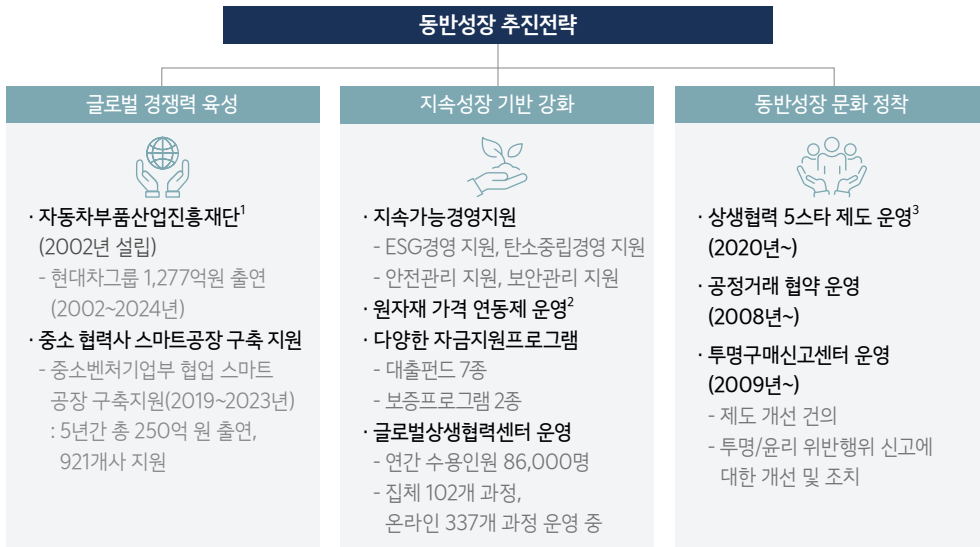 동반성장 추진전략
글로벌 경쟁력 육성
· 자동차부품산업진흥재단1
(2002년 설립)
- 현대차그룹 1,277억원 출연
(2002~2024년)
· 중소 협력사 스마트공장 구축 지원
- 중소벤처기업부 협업 스마트
공장 구축지원(2019~2023년)
: 5년간 총 250억 원 출연,
921개사 지원
지속성장 기반 강화
· 지속가능경영지원
- ESG경영 지원, 탄소중립경영 지원
- 안전관리 지원, 보안관리 지원
· 원자재 가격 연동제 운영2
· 다양한 자금지원프로그램
- 대출펀드 7종
- 보증프로그램 2종
· 글로벌상생협력센터 운영
- 연간 수용인원 86,000명
- 집체 102개 과정,
온라인 337개 과정 운영 중
동반성장 문화 정착
· 상생협력 5스타 제도 운영3
(2020년~)
· 공정거래 협약 운영
(2008년~)
· 투명구매신고센터 운영
(2009년~)
- 제도 개선 건의
- 투명/윤리 위반행위 신고에
대한 개선 및 조치